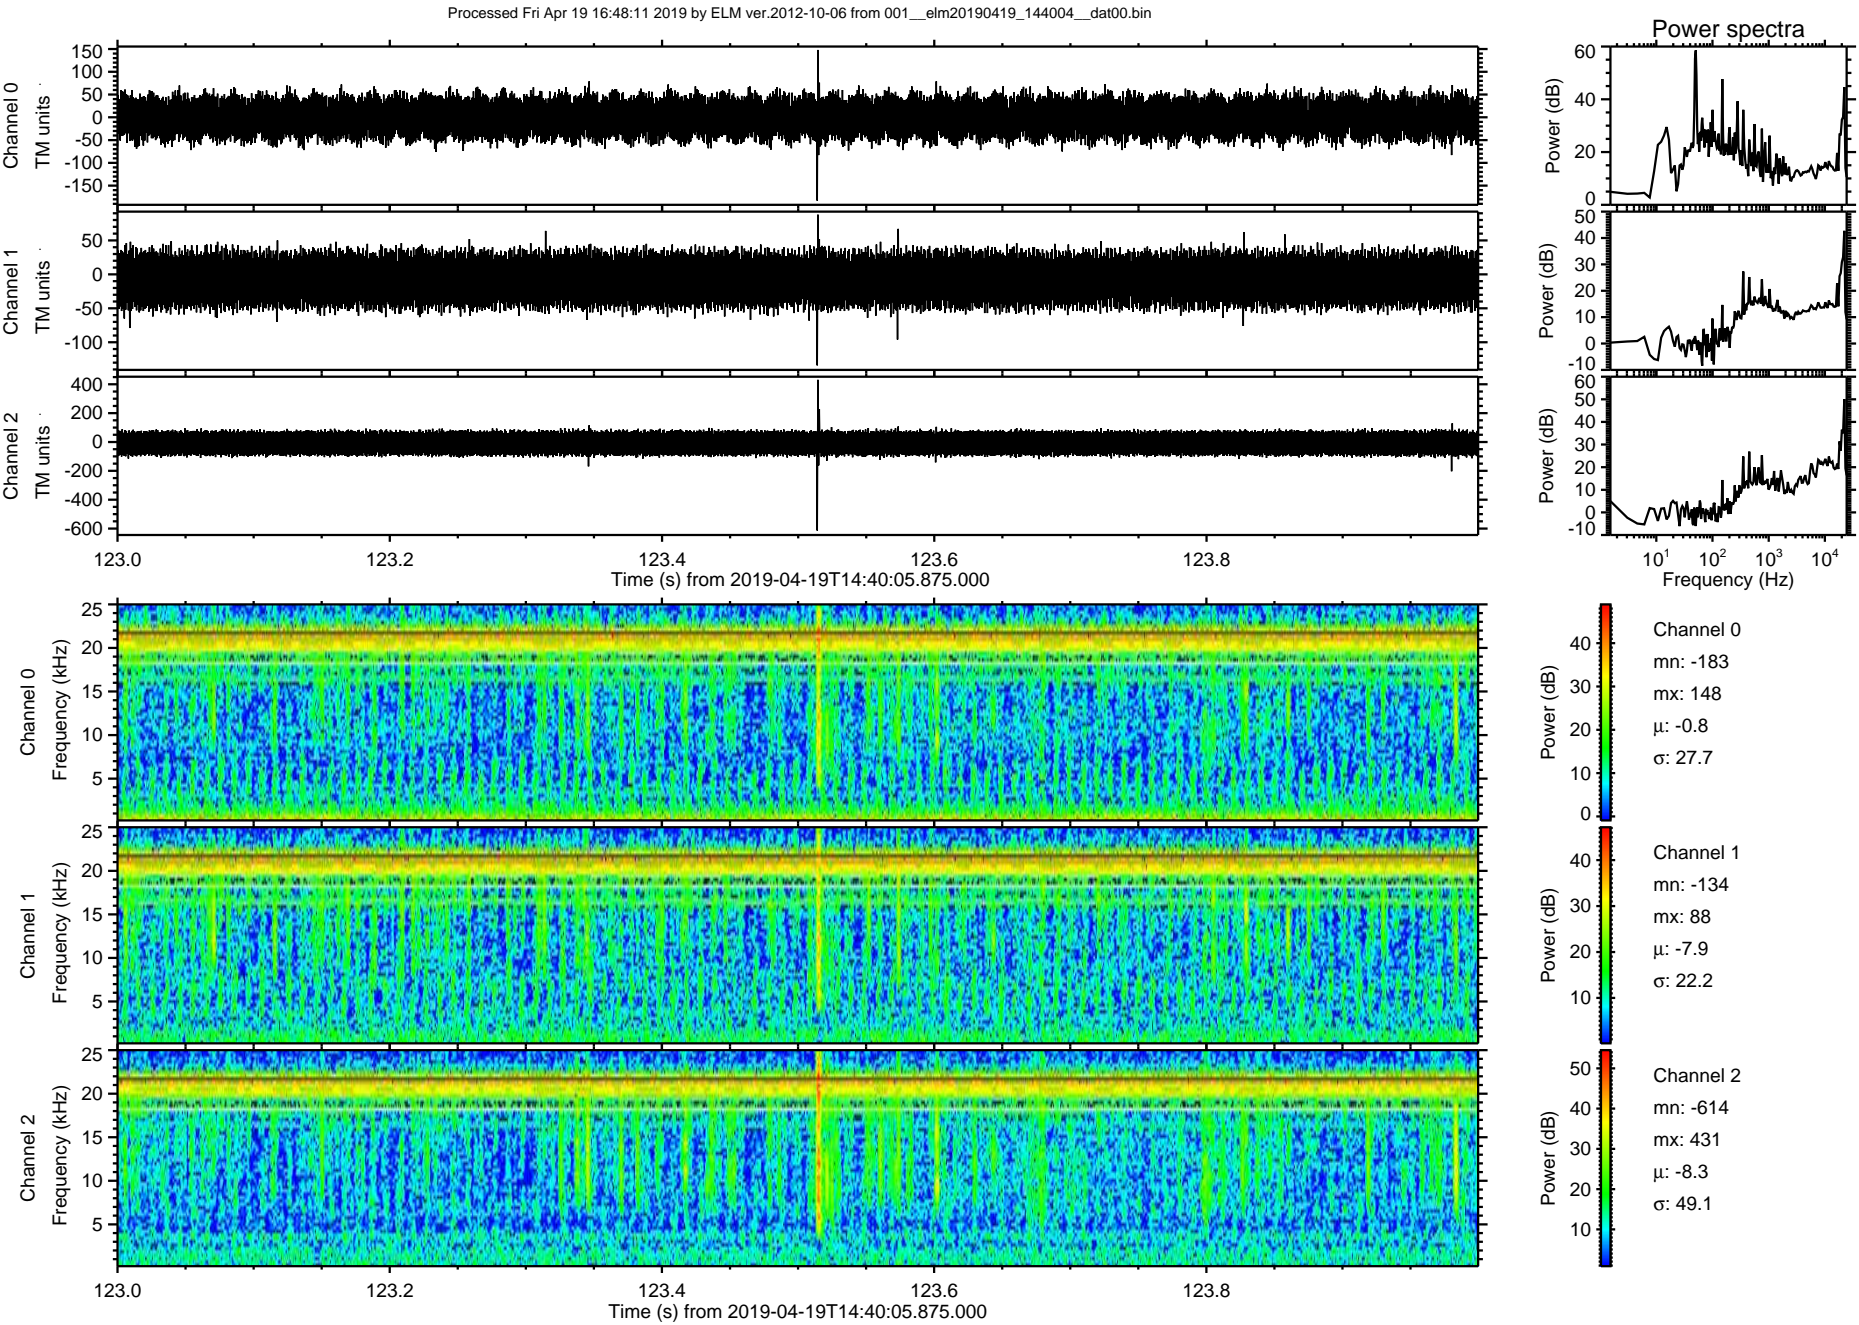 Processed Fri Apr 19 16:48:11 2019 by ELM ver.2012-10-06 from 001__elm20190419_144004__dat00.bin
Power spectra
Channel 0
TM units
150
100
50
0
-50
-100
-150
Power (dB)
60
40
20
0
Channel 1
TM units
50
0
-50
-100
Power (dB)
50
40
30
20
10
0
-10
Channel 2
TM units
400
200
0
-200
-400
-600
Power (dB)
60
50
40
30
20
10
0
-10
123.0 123.2 123.4 123.6 123.8
Time (s) from 2019-04-19T14:40:05.875.000
10^1 10^2 10^3 10^4
Frequency (Hz)
Channel 0
Frequency (kHz)
25
20
15
10
5
Power (dB)
40
30
20
10
0
Channel 0
mn: -183
mx: 148
μ: -0.8
σ: 27.7
Channel 1
Frequency (kHz)
25
20
15
10
5
Power (dB)
40
30
20
10
Channel 1
mn: -134
mx: 88
μ: -7.9
σ: 22.2
Channel 2
Frequency (kHz)
25
20
15
10
5
Power (dB)
50
40
30
20
10
Channel 2
mn: -614
mx: 431
μ: -8.3
σ: 49.1
123.0 123.2 123.4 123.6 123.8
Time (s) from 2019-04-19T14:40:05.875.000